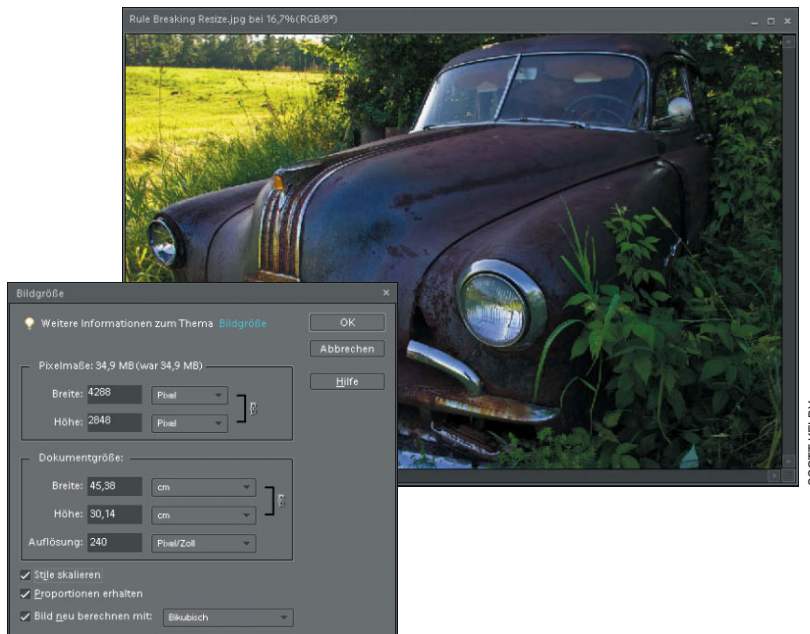 Rule Breaking Resize.jpg bei 16,7%(RGB/8*)
Bildgröße
Weitere Informationen zum Thema Bildgröße
OK
Abbrechen
Hilfe
Pixelmaße: 34,9 MB (war 34,9 MB)
Breite: 4288 Pixel
Höhe: 2848 Pixel
Dokumentgröße:
Breite: 45,38 cm
Höhe: 30,14 cm
Auflösung: 240 Pixel/Zoll
Stile skalieren
Proportionen erhalten
Bild neu berechnen mit: Bikubisch